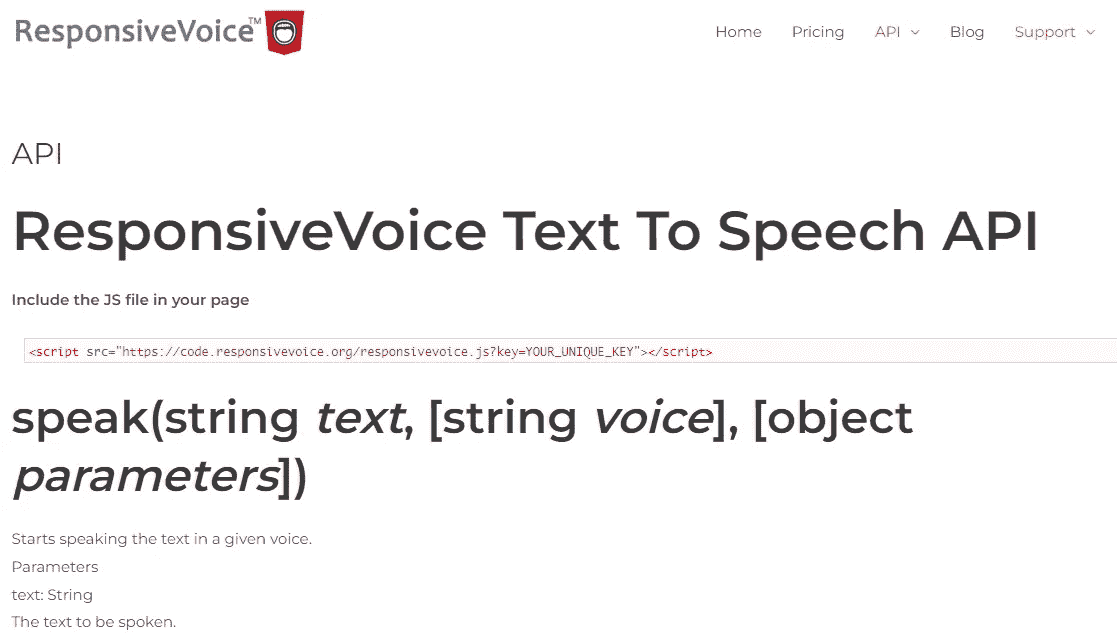 ResponsiveVoice™
Home Pricing API Blog Support
API
ResponsiveVoice Text To Speech API
Include the JS file in your page
<script src="https://code.responsivevoice.org/responsivevoice.js?key=YOUR_UNIQUE_KEY"></script>
speak(string text, [string voice], [object
parameters])
Starts speaking the text in a given voice.
Parameters
text: String
The text to be spoken.